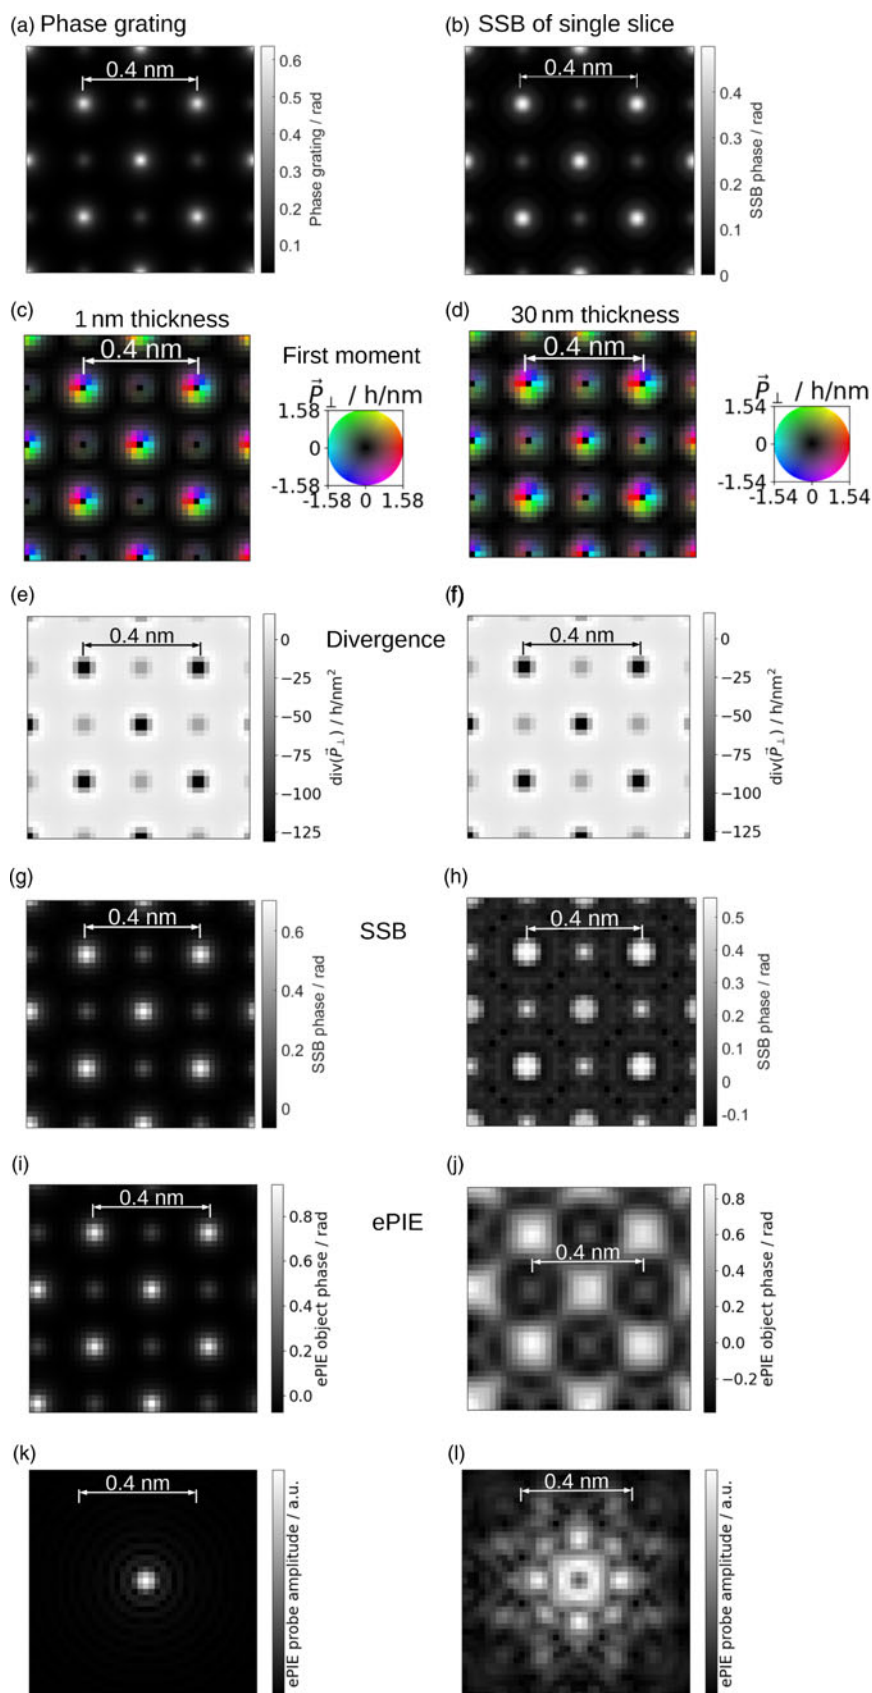 (a) Phase grating
0.4 nm
0.6
0.5
0.4
0.3
0.2
0.1
Phase grating / rad
(b) SSB of single slice
0.4 nm
0.4
0.3
0.2
0.1
0
SSB phase / rad
(c)
1 nm thickness
0.4 nm
First moment
P⃗⊥ / h/nm
1.58
0
-1.58
-1.58 0 1.58
(d)
30 nm thickness
0.4 nm
P⃗⊥ / h/nm
1.54
0
-1.54
-1.54 0 1.54
(e)
0.4 nm
0
−25
−50
−75
−100
−125
div(P⃗⊥) / h/nm²
Divergence
(f)
0.4 nm
0
−25
−50
−75
−100
−125
div(P⃗⊥) / h/nm²
(g)
0.4 nm
0.6
0.4
0.2
0
SSB phase / rad
SSB
(h)
0.4 nm
0.5
0.4
0.3
0.2
0.1
0
-0.1
SSB phase / rad
(i)
0.4 nm
0.8
0.6
0.4
0.2
0.0
ePIE object phase / rad
ePIE
(j)
0.4 nm
0.8
0.6
0.4
0.2
0.0
−0.2
ePIE object phase / rad
(k)
0.4 nm
ePIE probe amplitude / a.u.
(l)
0.4 nm
ePIE probe amplitude / a.u.